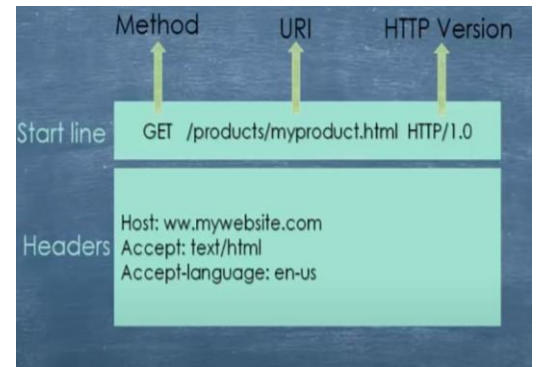 Method URI HTTP Version
Start line GET /products/myproduct.html HTTP/1.0
Host: ww.mywebsite.com
Headers Accept: text/html
Accept-language: en-us